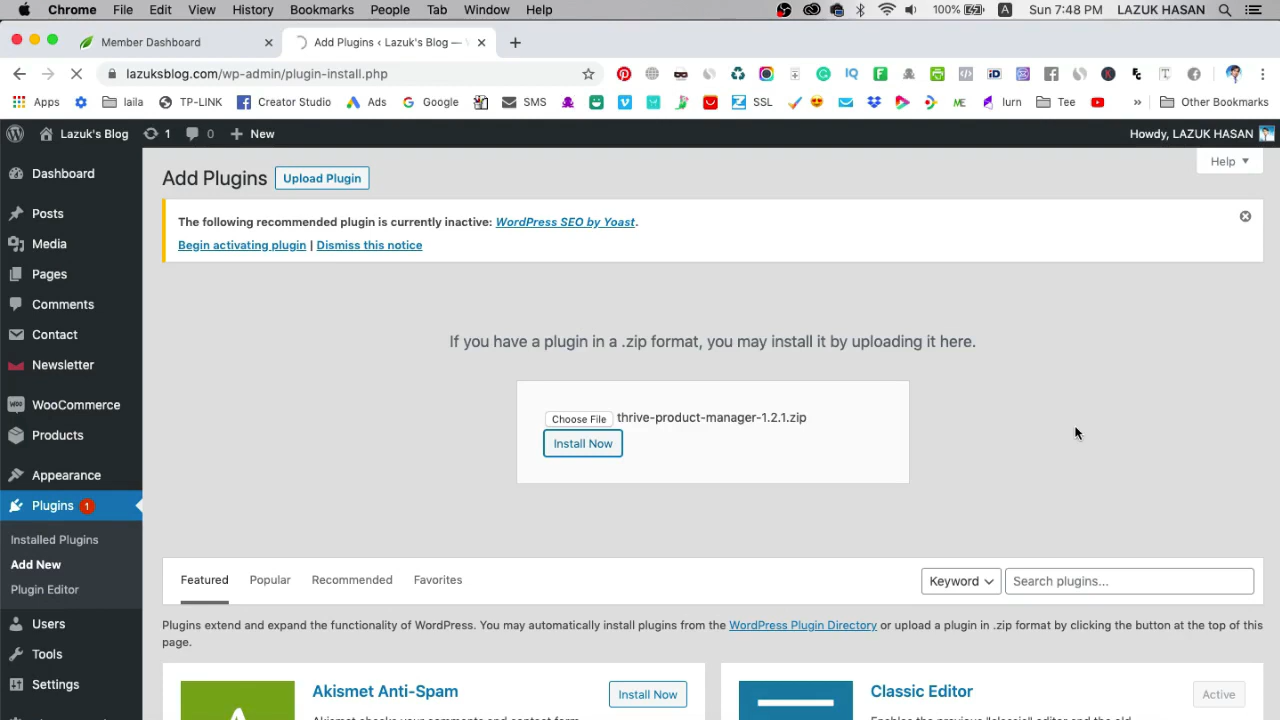 Chrome File Edit View History Bookmarks People Tab Window Help 100% A Sun 7:48 PM LAZUK HASAN
Member Dashboard Add Plugins ‹ Lazuk's Blog —
lazuksblog.com/wp-admin/plugin-install.php
Apps laila TP-LINK Creator Studio Ads Google SMS SSL ME lurn Tee » Other Bookmarks
Lazuk's Blog 1 0 New Howdy, LAZUK HASAN
Help
Dashboard
Posts
Media
Pages
Comments
Contact
Newsletter
WooCommerce
Products
Appearance
Plugins 1
Installed Plugins
Add New
Plugin Editor
Users
Tools
Settings
Add Plugins Upload Plugin
The following recommended plugin is currently inactive: WordPress SEO by Yoast.
Begin activating plugin | Dismiss this notice
If you have a plugin in a .zip format, you may install it by uploading it here.
Choose File thrive-product-manager-1.2.1.zip
Install Now
Featured Popular Recommended Favorites Keyword Search plugins...
Plugins extend and expand the functionality of WordPress. You may automatically install plugins from the WordPress Plugin Directory or upload a plugin in .zip format by clicking the button at the top of this
page.
Akismet Anti-Spam Install Now Classic Editor Active